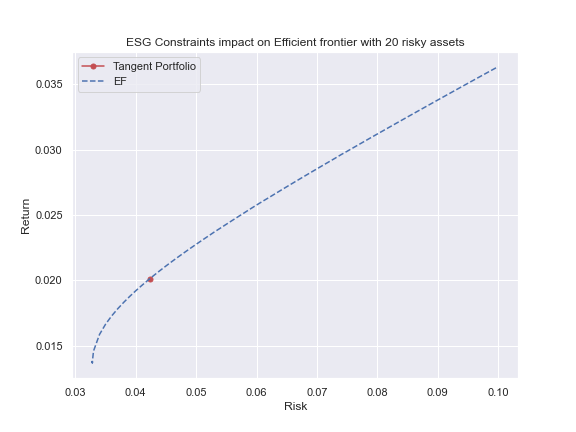 ESG Constraints impact on Efficient frontier with 20 risky assets
Tangent Portfolio
EF
0.035
0.030
0.025
0.020
0.015
Return
0.03 0.04 0.05 0.06 0.07 0.08 0.09 0.10
Risk